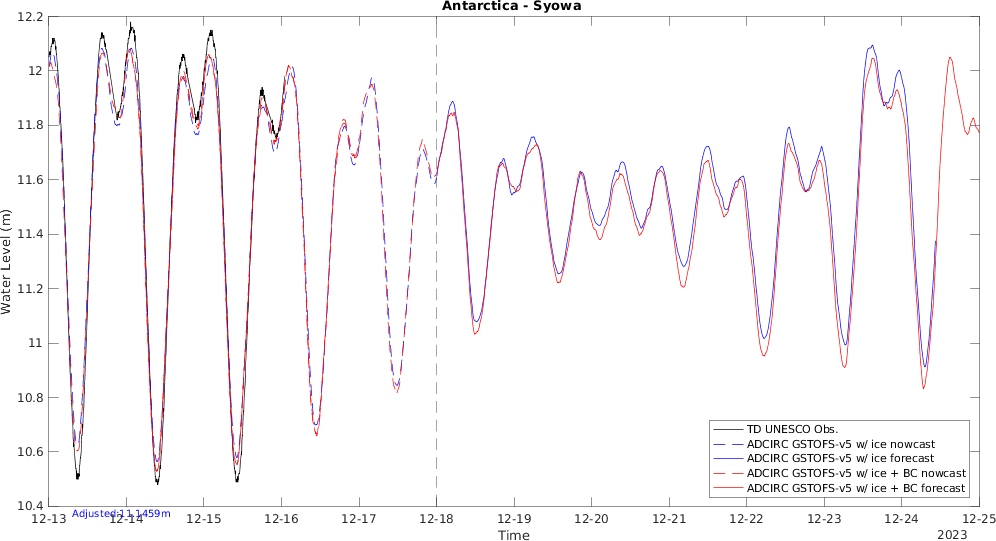 Antarctica - Syowa
Water Level (m)
12.2
12
11.8
11.6
11.4
11.2
11
10.8
10.6
10.4
TD UNESCO Obs.
ADCIRC GSTOFS-v5 w/ ice nowcast
ADCIRC GSTOFS-v5 w/ ice forecast
ADCIRC GSTOFS-v5 w/ ice + BC nowcast
ADCIRC GSTOFS-v5 w/ ice + BC forecast
Adjusted:11.1459m
12-13 12-14 12-15 12-16 12-17 12-18 12-19 12-20 12-21 12-22 12-23 12-24 12-25
Time
2023